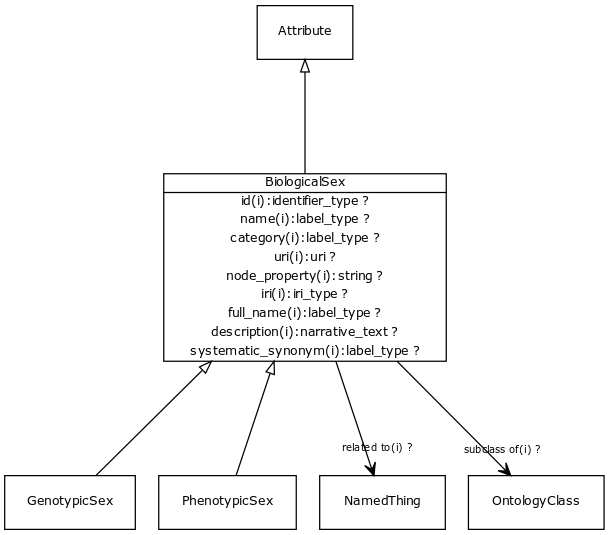 Attribute
BiologicalSex
id(i):identifier_type ?
name(i):label_type ?
category(i):label_type ?
uri(i):uri ?
node_property(i):string ?
iri(i):iri_type ?
full_name(i):label_type ?
description(i):narrative_text ?
systematic_synonym(i):label_type ?
related to(i) ?
subclass of(i) ?
GenotypicSex
PhenotypicSex
NamedThing
OntologyClass